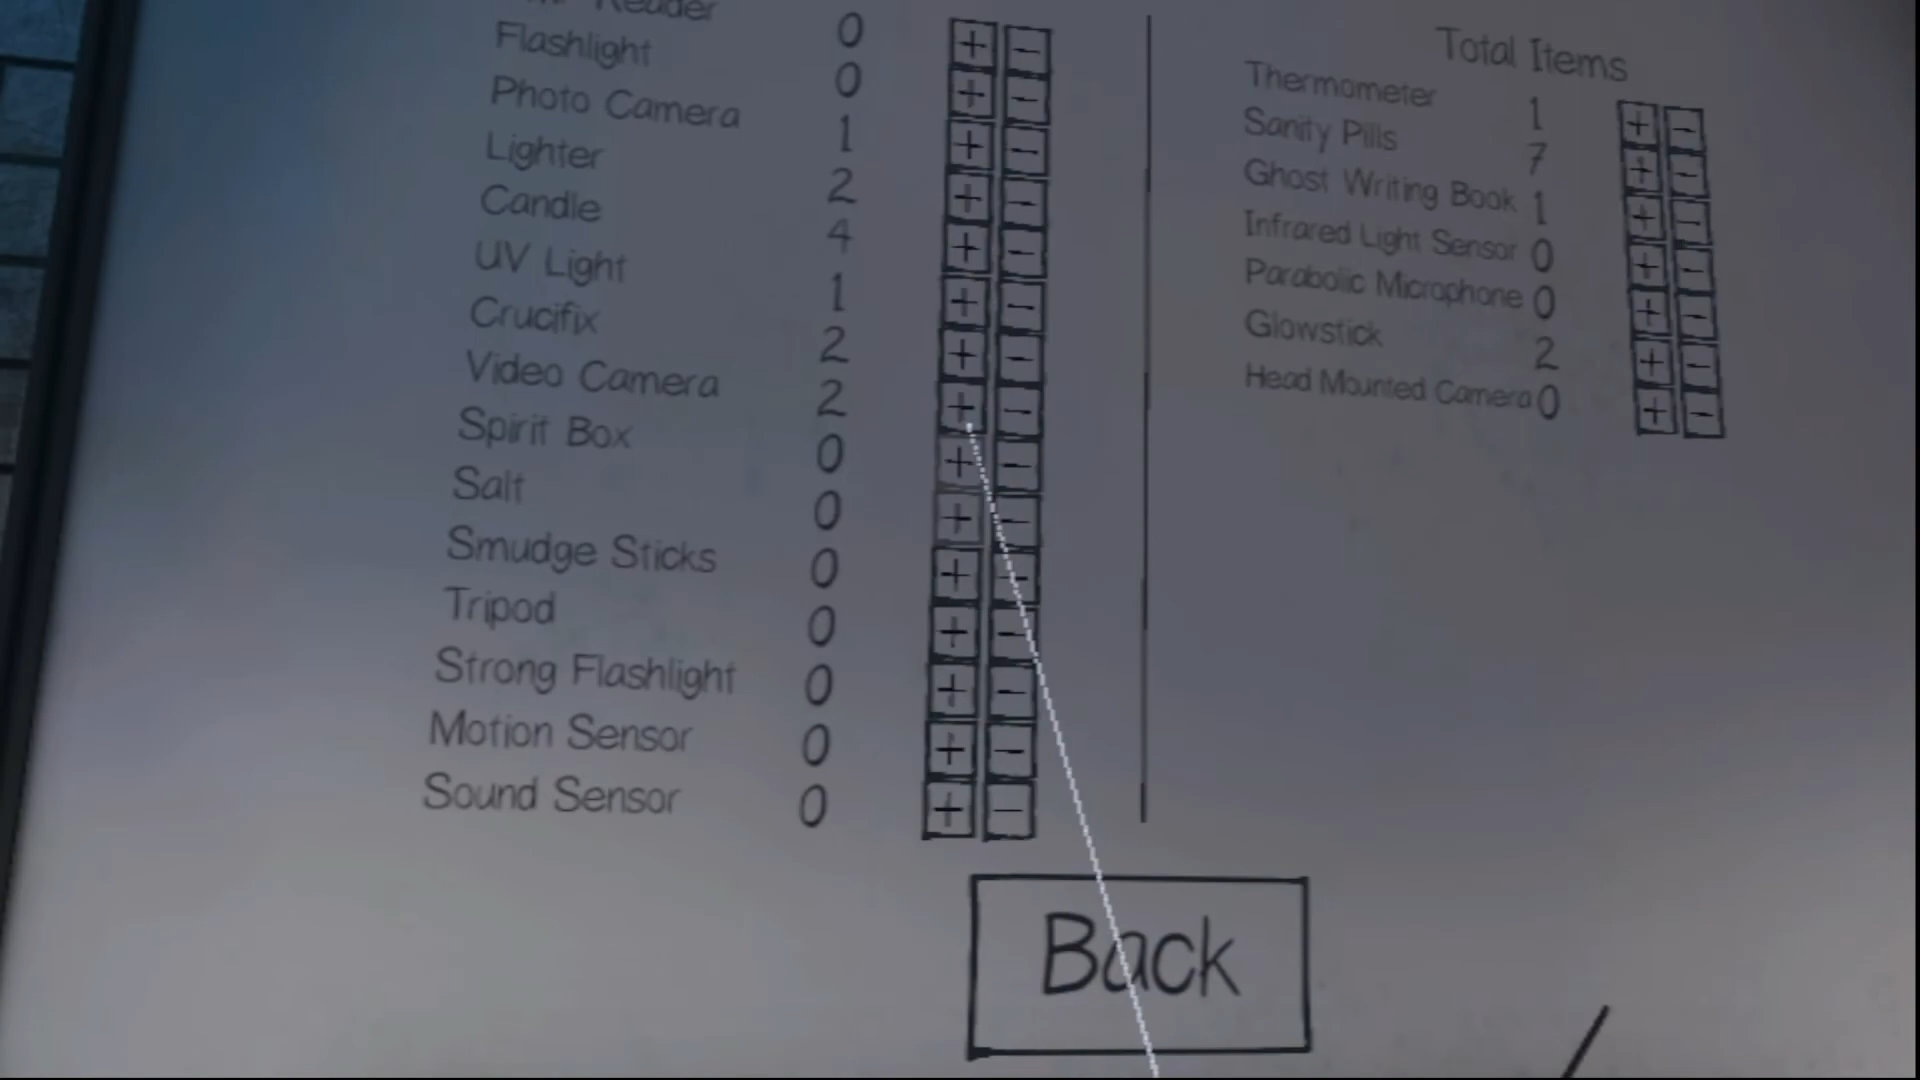 Reader 0 + -
Flashlight 0 + -
Photo Camera 1 + -
Lighter 2 + -
Candle 4 + -
UV Light 1 + -
Crucifix 2 + -
Video Camera 2 + -
Spirit Box 0 + -
Salt 0 + -
Smudge Sticks 0 + -
Tripod 0 + -
Strong Flashlight 0 + -
Motion Sensor 0 + -
Sound Sensor 0 + -
Total Items
Thermometer 1 + -
Sanity Pills 7 + -
Ghost Writing Book 1 + -
Infrared Light Sensor 0 + -
Parabolic Microphone 0 + -
Glowstick 2 + -
Head Mounted Camera 0 + -
Back